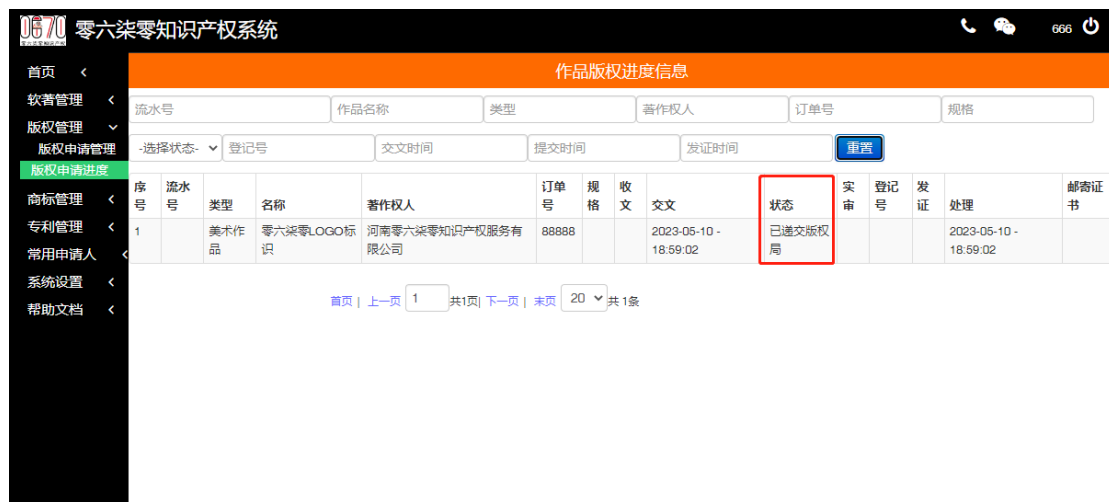 0670 零六柒零知识产权系统 666
首页
软著管理
版权管理
版权申请管理
版权申请进度
商标管理
专利管理
常用申请人
系统设置
帮助文档
作品版权进度信息
流水号 作品名称 类型 著作权人 订单号 规格
-选择状态- 登记号 交文时间 提交时间 发证时间 重置
序号 流水号 类型 名称 著作权人 订单号 规格 收文 交文 状态 实审 登记号 发证 处理 邮寄证书
1 美术作品 零六柒零LOGO标识 河南零六柒零知识产权服务有限公司 88888 2023-05-10 - 18:59:02 已递交版权局 2023-05-10 - 18:59:02
首页 | 上一页 1 共1页| 下一页 | 末页 20 共 1条